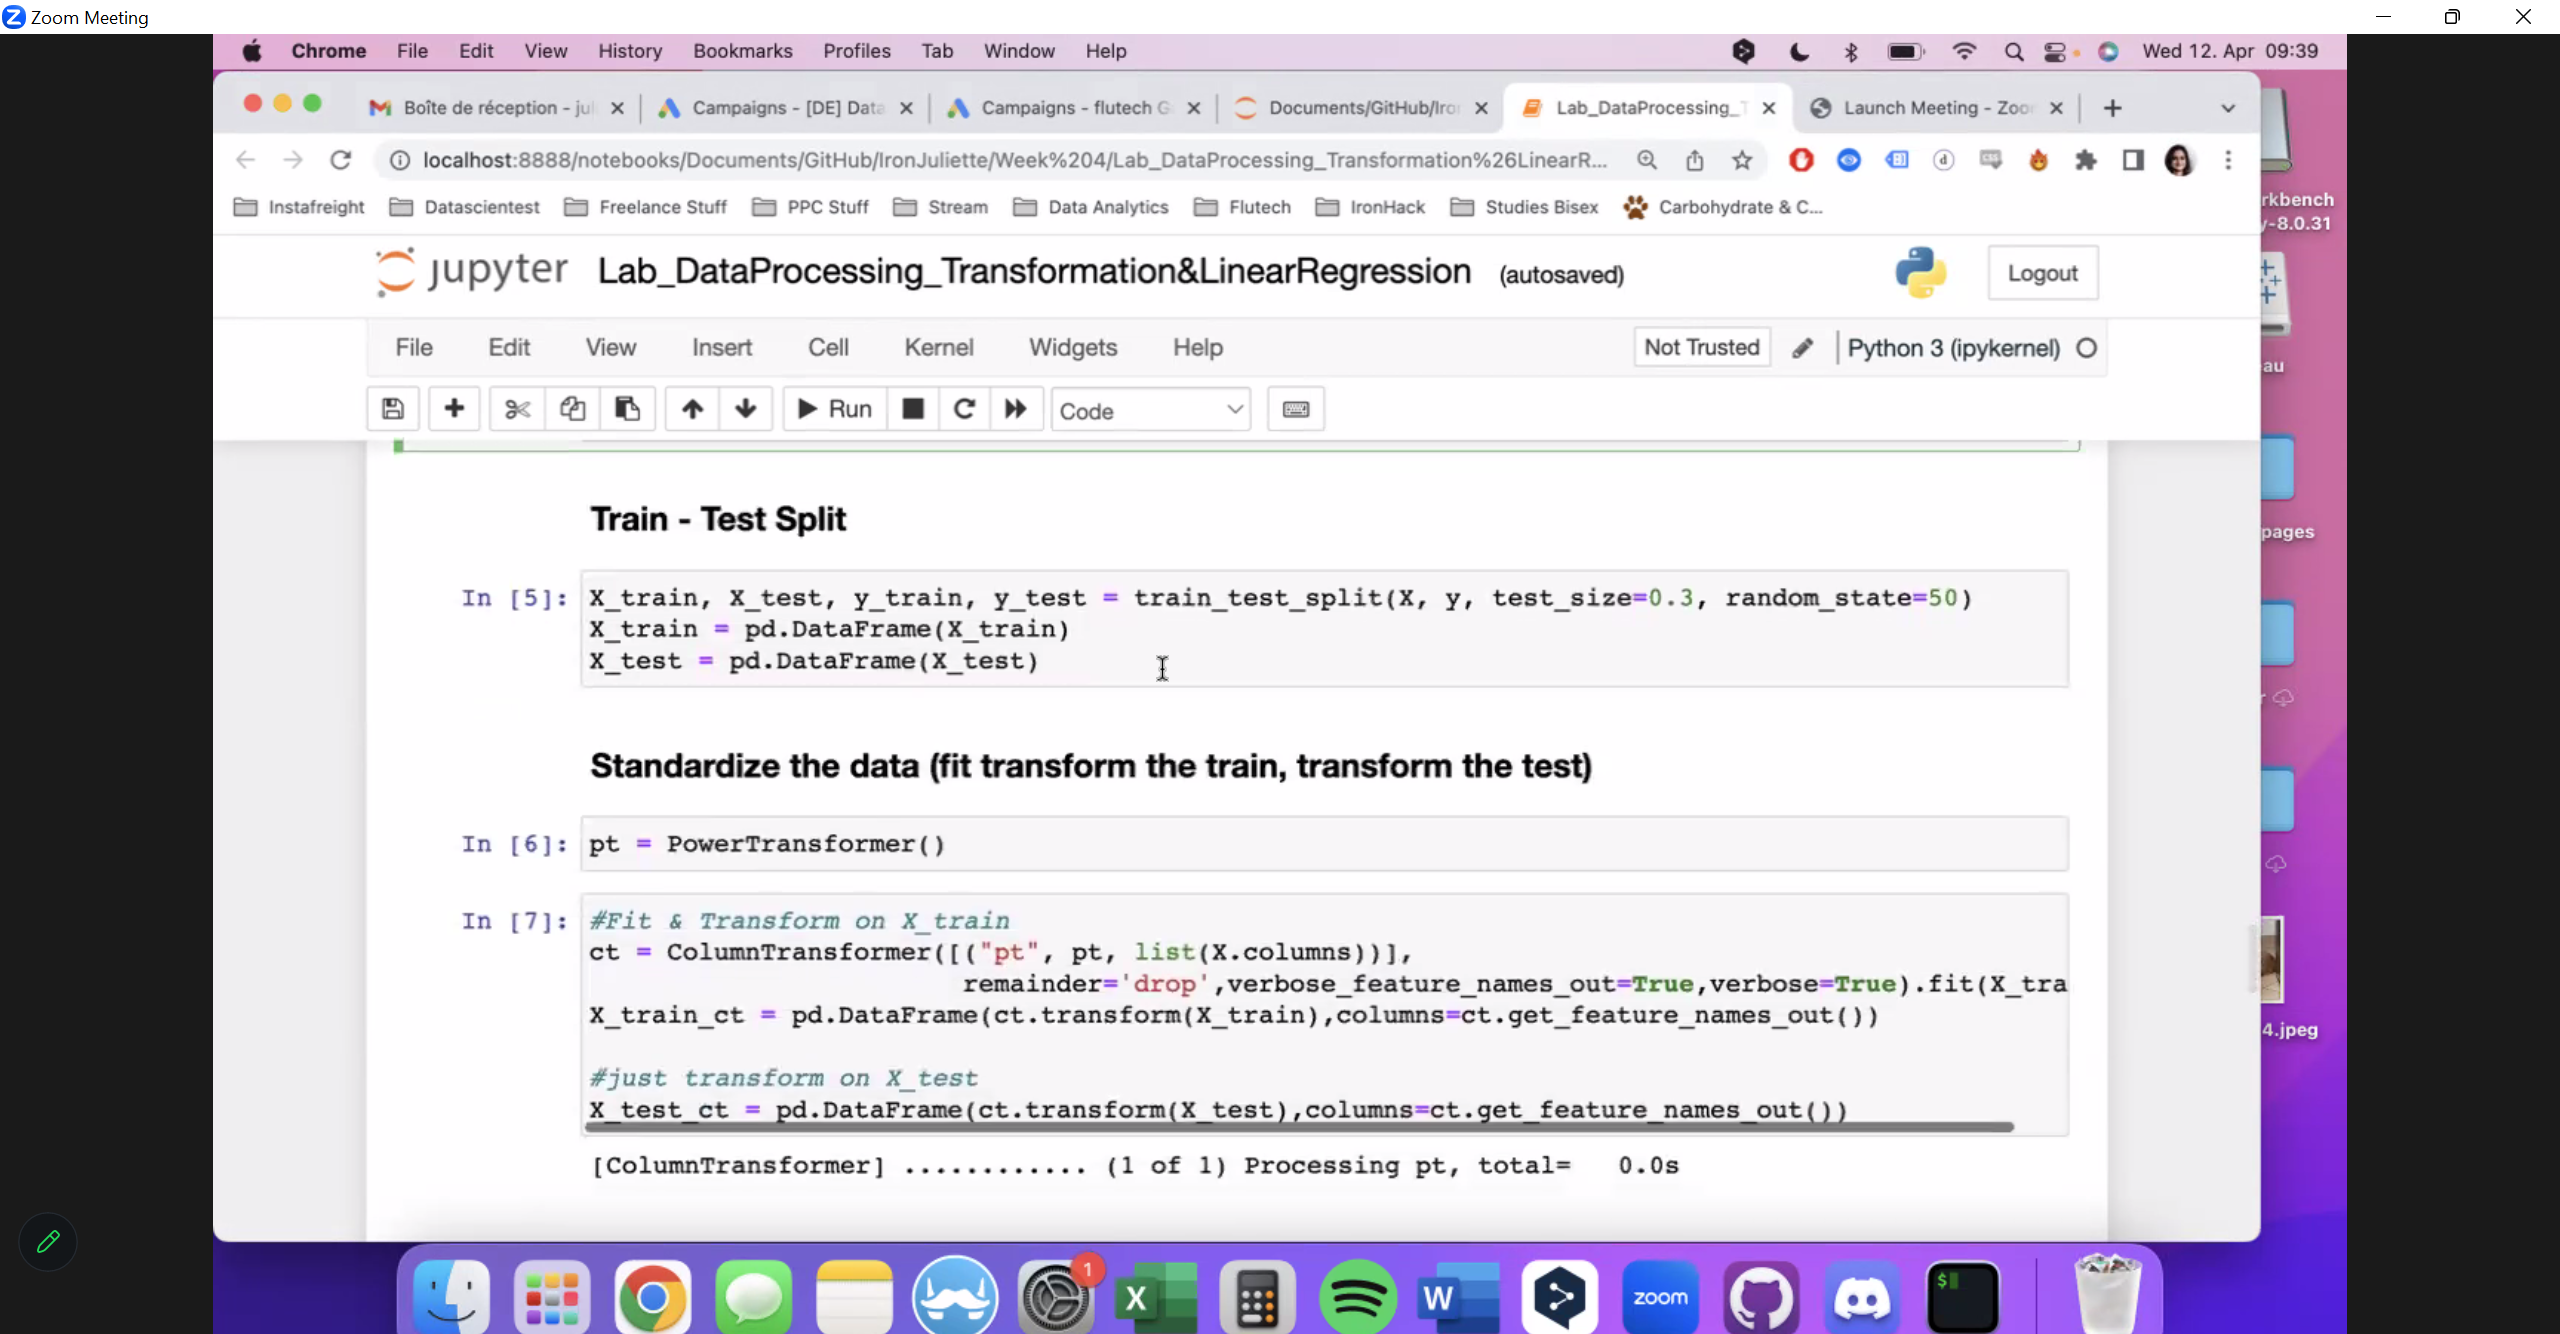 Zoom Meeting
Chrome File Edit View History Bookmarks Profiles Tab Window Help
Wed 12. Apr 09:39
Boîte de réception - jul
Campaigns - [DE] Data
Campaigns - flutech G
Documents/GitHub/Iro
Lab_DataProcessing_T
Launch Meeting - Zoo
localhost:8888/notebooks/Documents/GitHub/IronJuliette/Week%204/Lab_DataProcessing_Transformation%26LinearR...
Instafreight Datascientest Freelance Stuff PPC Stuff Stream Data Analytics Flutech IronHack Studies Bisex Carbohydrate & C...
rkbench
y-8.0.31
jupyter Lab_DataProcessing_Transformation&LinearRegression (autosaved)
Logout
File Edit View Insert Cell Kernel Widgets Help
Not Trusted
Python 3 (ipykernel)
au
Run
Code
Train - Test Split
pages
In [5]: X_train, X_test, y_train, y_test = train_test_split(X, y, test_size=0.3, random_state=50)
X_train = pd.DataFrame(X_train)
X_test = pd.DataFrame(X_test)
r
Standardize the data (fit transform the train, transform the test)
In [6]: pt = PowerTransformer()
In [7]: #Fit & Transform on X_train
ct = ColumnTransformer([("pt", pt, list(X.columns))],
remainder='drop',verbose_feature_names_out=True,verbose=True).fit(X_tra
X_train_ct = pd.DataFrame(ct.transform(X_train),columns=ct.get_feature_names_out())
4.jpeg
#just transform on X_test
X_test_ct = pd.DataFrame(ct.transform(X_test),columns=ct.get_feature_names_out())
[ColumnTransformer] ............ (1 of 1) Processing pt, total= 0.0s
1
X
W
zoom
$